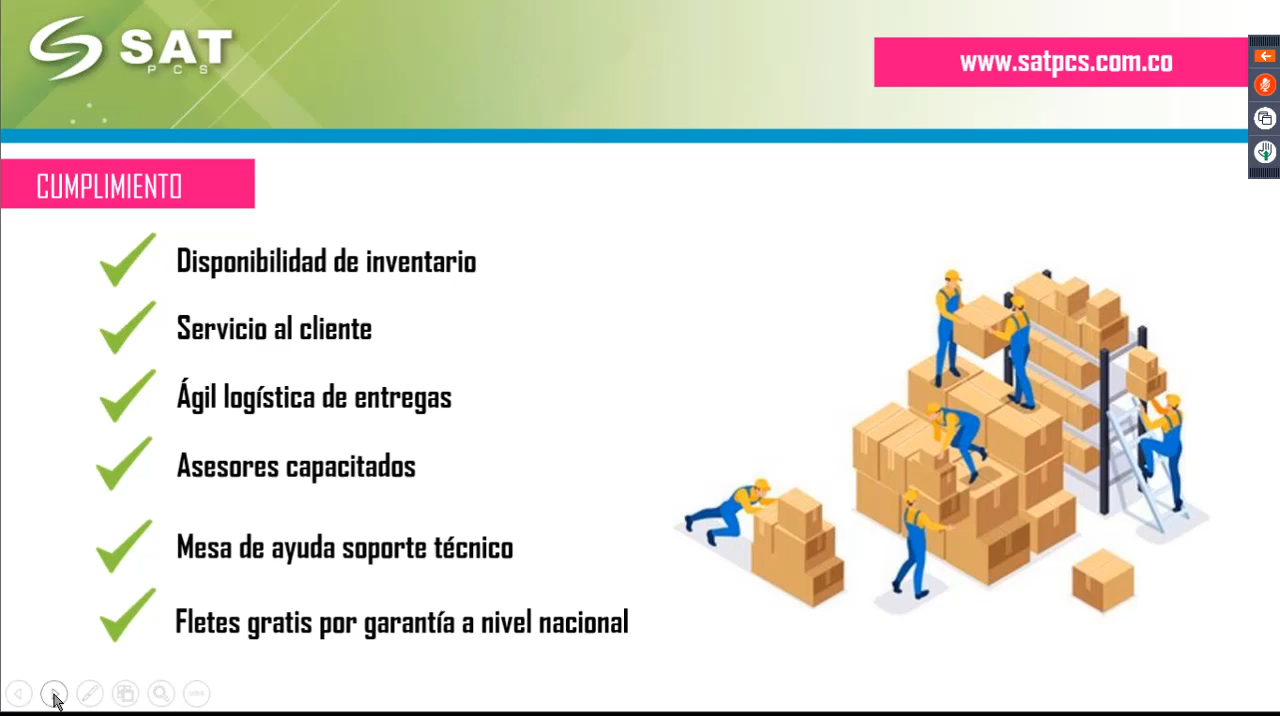 SAT
PCS
www.satpcs.com.co
CUMPLIMIENTO
Disponibilidad de inventario
Servicio al cliente
Ágil logística de entregas
Asesores capacitados
Mesa de ayuda soporte técnico
Fletes gratis por garantía a nivel nacional